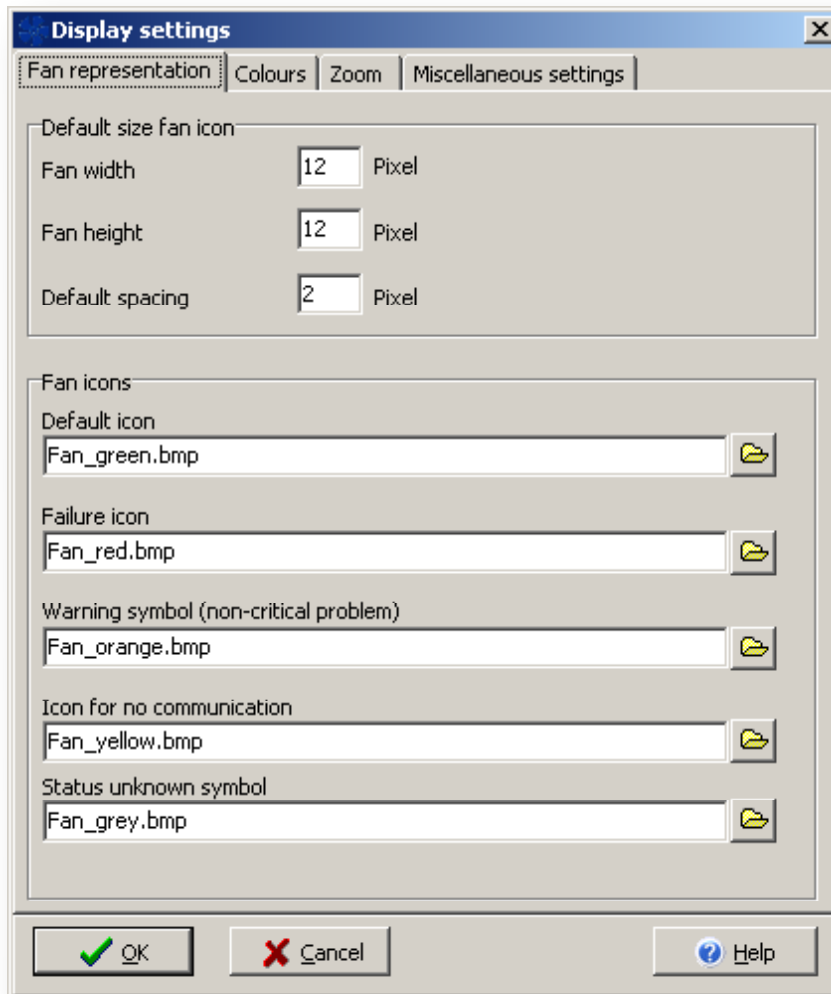 Display settings
Fan representation Colours Zoom Miscellaneous settings
Default size fan icon
Fan width 12 Pixel
Fan height 12 Pixel
Default spacing 2 Pixel
Fan icons
Default icon
Fan_green.bmp
Failure icon
Fan_red.bmp
Warning symbol (non-critical problem)
Fan_orange.bmp
Icon for no communication
Fan_yellow.bmp
Status unknown symbol
Fan_grey.bmp
OK Cancel Help